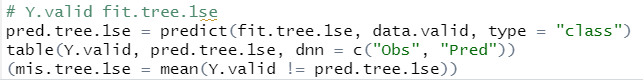 # Y.valid fit.tree.1se
pred.tree.1se = predict(fit.tree.1se, data.valid, type = "class")
table(Y.valid, pred.tree.1se, dnn = c("Obs", "Pred"))
(mis.tree.1se = mean(Y.valid != pred.tree.1se))